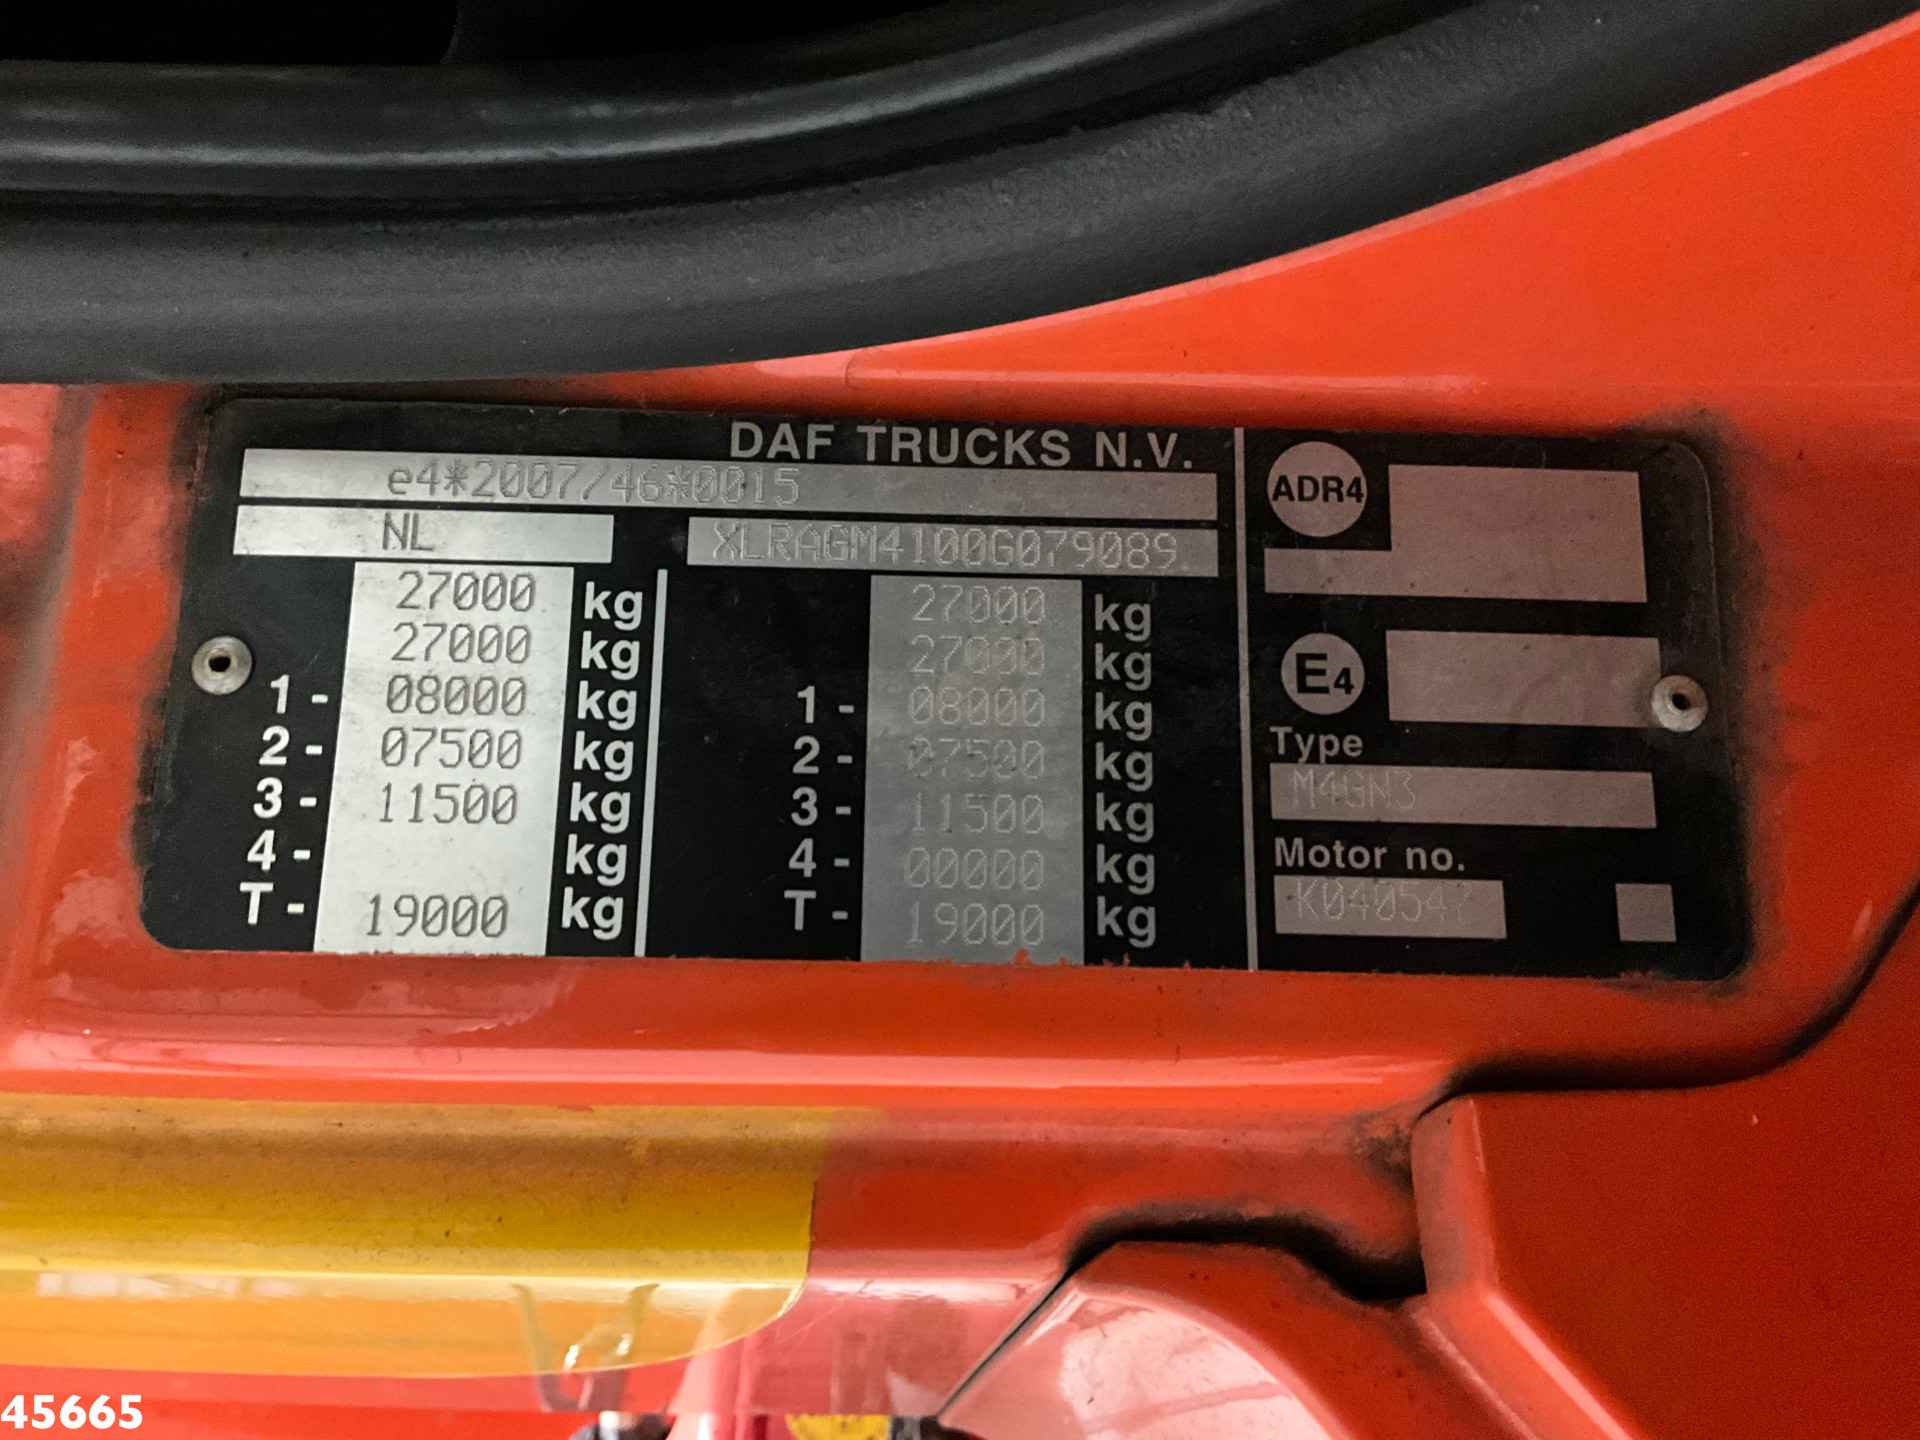 DAF TRUCKS N.V.
e4*2007/46*0015
NL
XLRAGM4100G079089
27000 kg
27000 kg
1- 08000 kg
2- 07500 kg
3- 11500 kg
4- kg
T- 19000 kg
27000 kg
27000 kg
1- 08000 kg
2- 07500 kg
3- 11500 kg
4- 00000 kg
T- 19000 kg
ADR4
E4
Type
M4GN3
Motor no.
K040547
45665